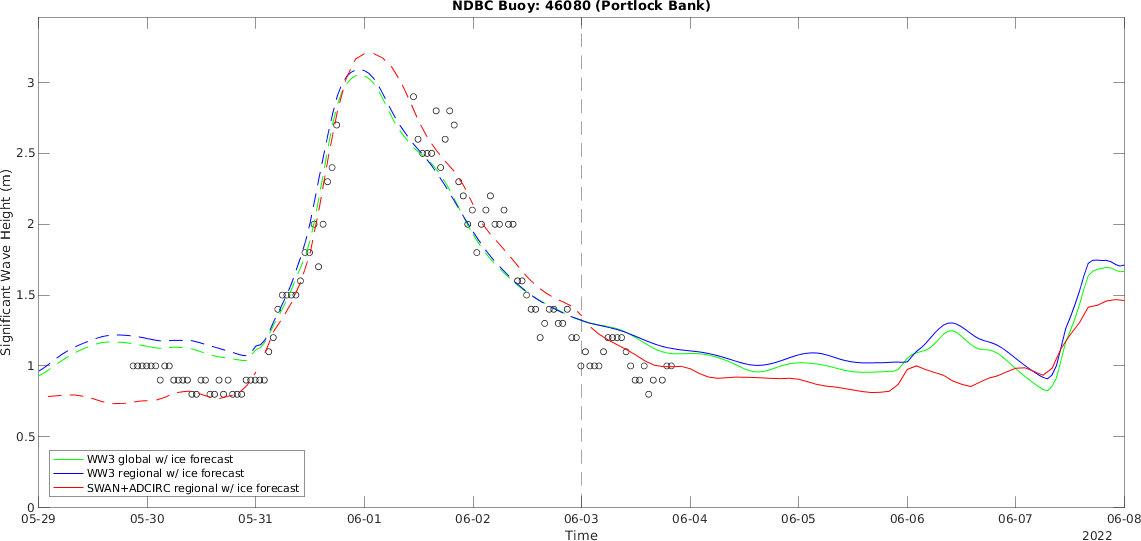 NDBC Buoy: 46080 (Portlock Bank)
3
2.5
2
1.5
1
0.5
0
Significant Wave Height (m)
WW3 global w/ ice forecast
WW3 regional w/ ice forecast
SWAN+ADCIRC regional w/ ice forecast
05-29 05-30 05-31 06-01 06-02 06-03 06-04 06-05 06-06 06-07 06-08
Time
2022